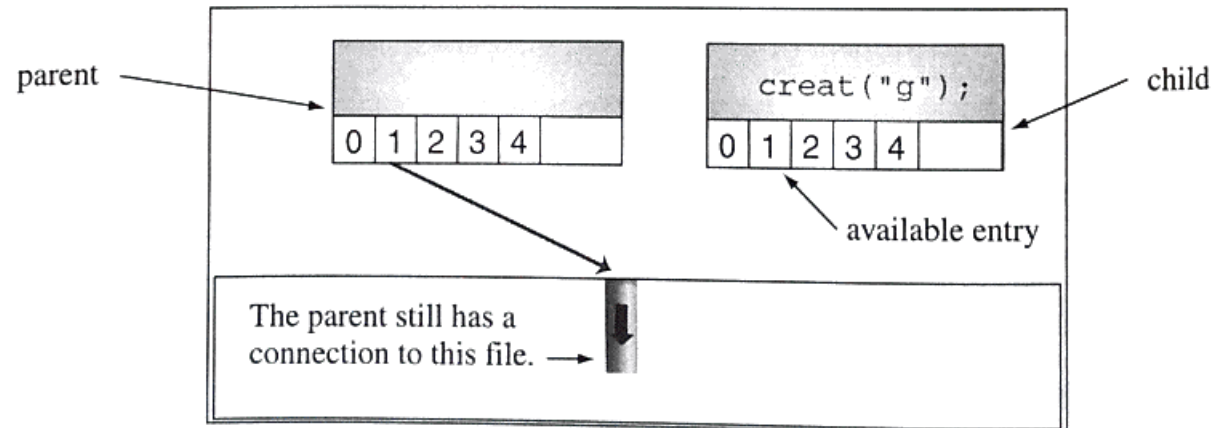 parent
0 1 2 3 4
creat("g");
0 1 2 3 4
child
available entry
The parent still has a
connection to this file.